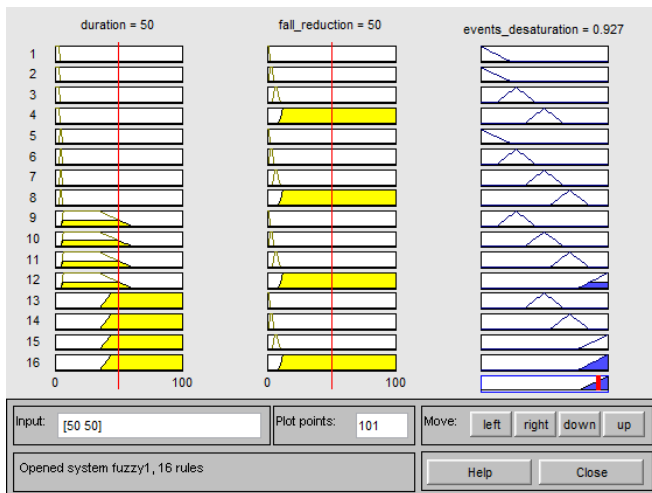 duration = 50
fall_reduction = 50
events_desaturation = 0.927
1
2
3
4
5
6
7
8
9
10
11
12
13
14
15
16
0 100
0 100
Input: [50 50]
Plot points: 101
Move: left right down up
Opened system fuzzy1, 16 rules
Help Close